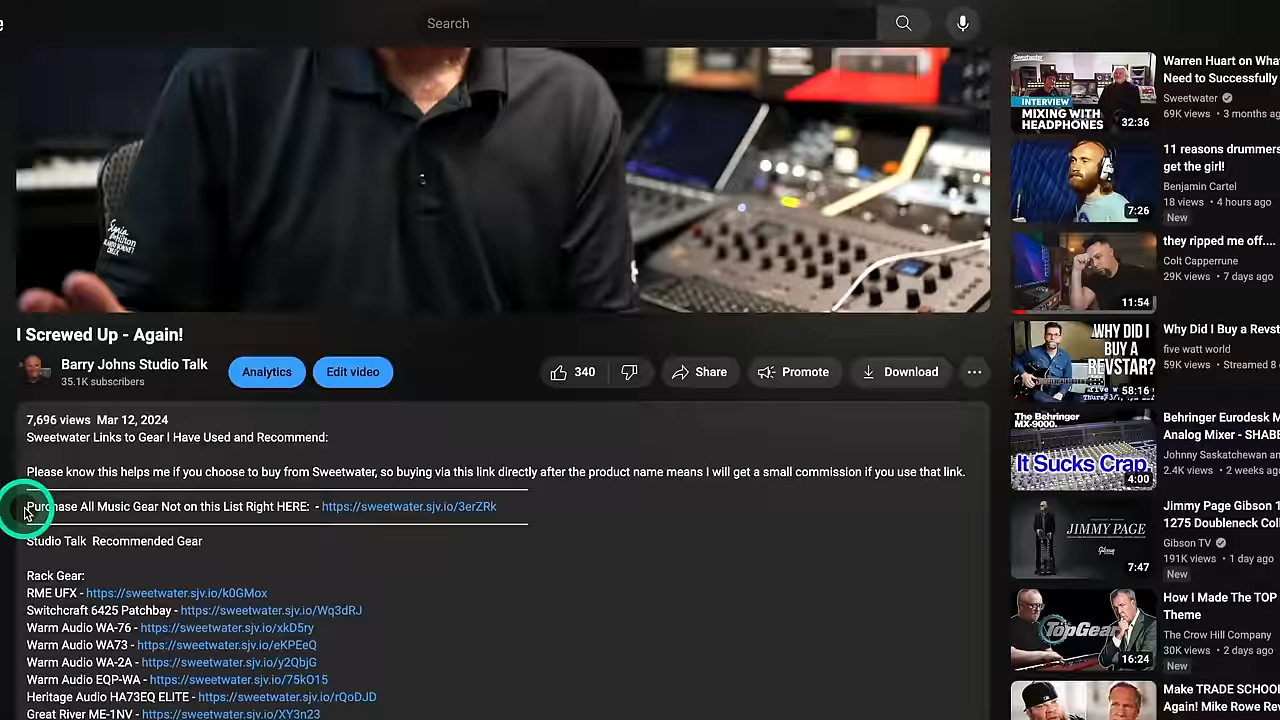 e
Search
I Screwed Up - Again!
Barry Johns Studio Talk
35.1K subscribers
Analytics
Edit video
340
Share
Promote
Download
7,696 views Mar 12, 2024
Sweetwater Links to Gear I Have Used and Recommend:
Please know this helps me if you choose to buy from Sweetwater, so buying via this link directly after the product name means I will get a small commission if you use that link.
Purchase All Music Gear Not on this List Right HERE: - https://sweetwater.sjv.io/3erZRk
Studio Talk Recommended Gear
Rack Gear:
RME UFX - https://sweetwater.sjv.io/k0GMox
Switchcraft 6425 Patchbay - https://sweetwater.sjv.io/Wq3dRJ
Warm Audio WA-76 - https://sweetwater.sjv.io/xkD5ry
Warm Audio WA73 - https://sweetwater.sjv.io/eKPEeQ
Warm Audio WA-2A - https://sweetwater.sjv.io/y2QbjG
Warm Audio EQP-WA - https://sweetwater.sjv.io/75kO15
Heritage Audio HA73EQ ELITE - https://sweetwater.sjv.io/rQoDJD
Great River ME-1NV - https://sweetwater.sjv.io/XY3n23
Sweetwater
INTERVIEW
MIXING WITH
HEADPHONES
32:36
Warren Huart on Wha
Need to Successfully
Sweetwater
69K views • 3 months ag
7:26
11 reasons drummers
get the girl!
Benjamin Cartel
18 views • 4 hours ago
New
11:54
they ripped me off....
Colt Capperrune
29K views • 7 days ago
WHY DID I
BUY A
REVSTAR?
58:16
Why Did I Buy a Revst
five watt world
59K views • Streamed 8
The Behringer
MX-9000.
It Sucks Crap.
4:00
Behringer Eurodesk M
Analog Mixer - SHABE
Johnny Saskatchewan an
2.4K views • 2 weeks ag
JIMMY PAGE
Gibson
7:47
Jimmy Page Gibson 1
1275 Doubleneck Coll
Gibson TV
191K views • 1 day ago
New
TopGear
16:24
How I Made The TOP
Theme
The Crow Hill Company
30K views • 2 days ago
New
Make TRADE SCHOOL
Again! Mike Rowe Rev